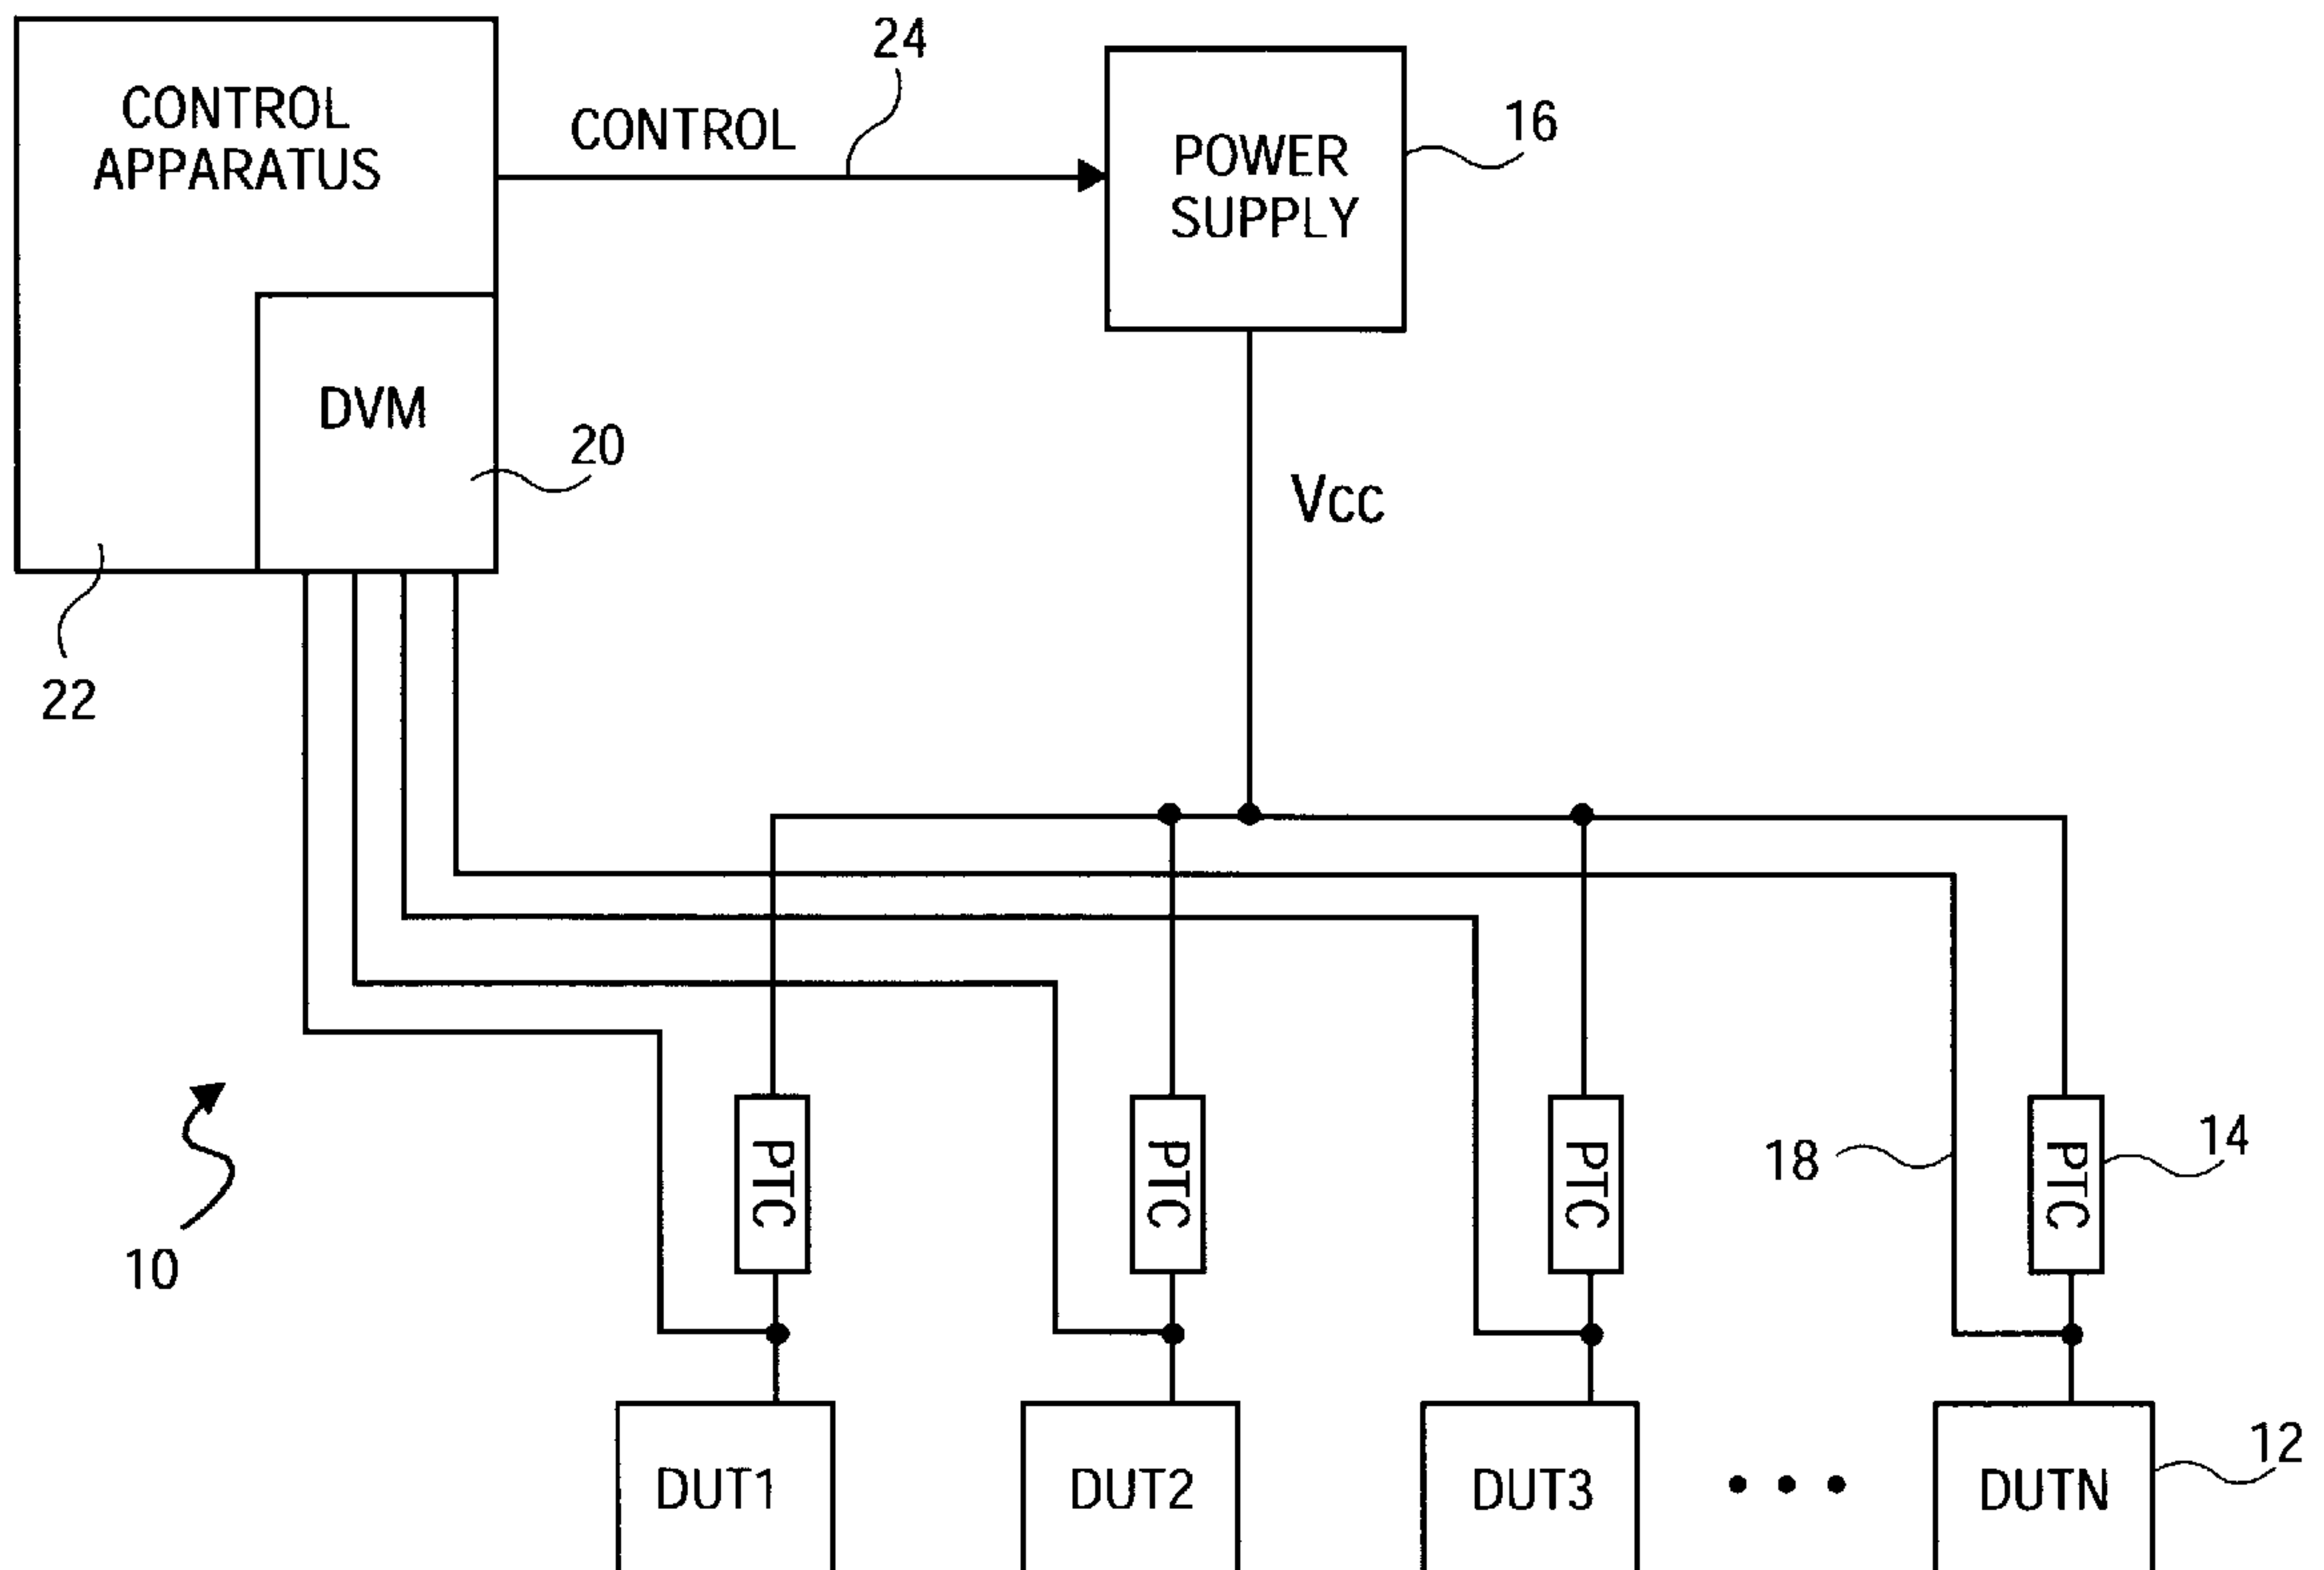 24
CONTROL
APPARATUS
CONTROL
POWER
SUPPLY
16
DVM
20
VCC
22
PTC
PTC
PTC
18
PTC
14
10
DUT1
DUT2
DUT3
• • •
DUTN
12